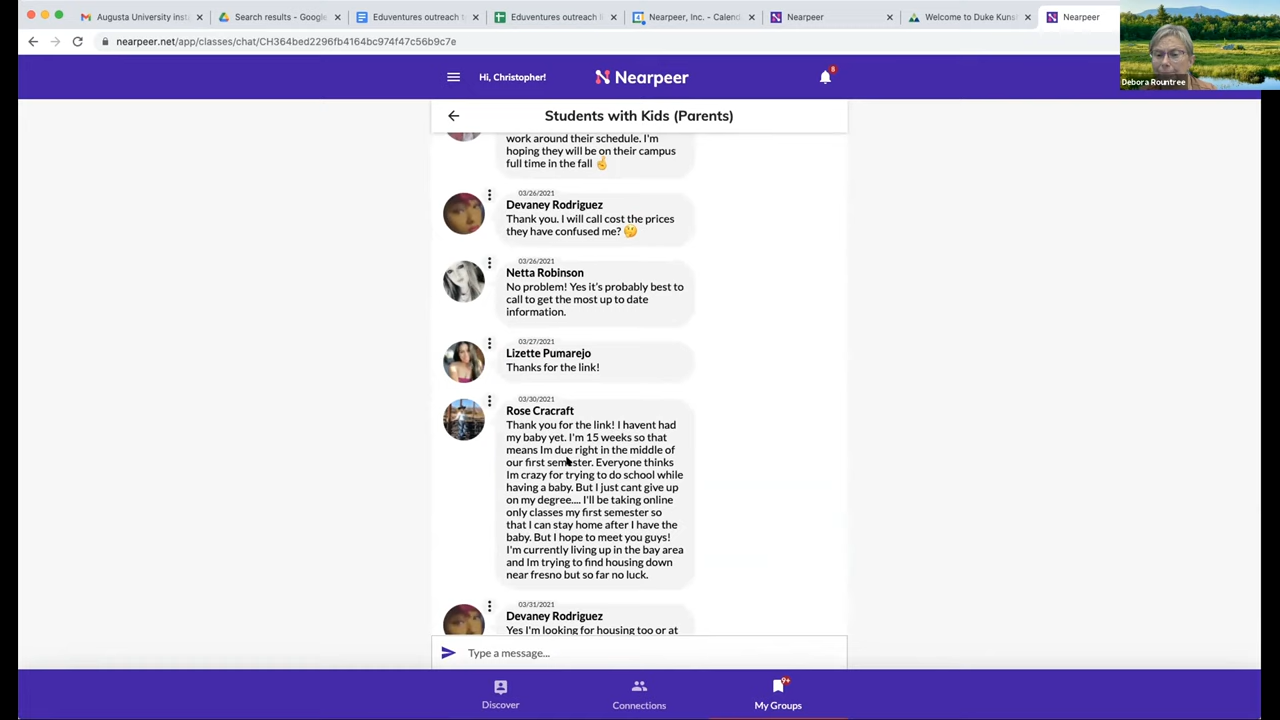 Augusta University inst
Search results - Google
Eduventures outreach t
Eduventures outreach l
Nearpeer, Inc. - Calend
Nearpeer
Welcome to Duke Kunsh
Nearpeer
nearpeer.net/app/classes/chat/CH364bed2296fb4164bc974f47c56b9c7e
Debora Rountree
Hi, Christopher!
Nearpeer
8
Students with Kids (Parents)
work around their schedule. I'm
hoping they will be on their campus
full time in the fall 🤞
03/26/2021
Devaney Rodriguez
Thank you. I will call cost the prices
they have confused me? 🤔
03/26/2021
Netta Robinson
No problem! Yes it's probably best to
call to get the most up to date
information.
03/27/2021
Lizette Pumarejo
Thanks for the link!
03/30/2021
Rose Cracraft
Thank you for the link! I havent had
my baby yet. I'm 15 weeks so that
means Im due right in the middle of
our first semester. Everyone thinks
Im crazy for trying to do school while
having a baby. But I just cant give up
on my degree.... I'll be taking online
only classes my first semester so
that I can stay home after I have the
baby. But I hope to meet you guys!
I'm currently living up in the bay area
and Im trying to find housing down
near fresno but so far no luck.
03/31/2021
Devaney Rodriguez
Yes I'm looking for housing too or at
Type a message...
Discover
Connections
9+
My Groups